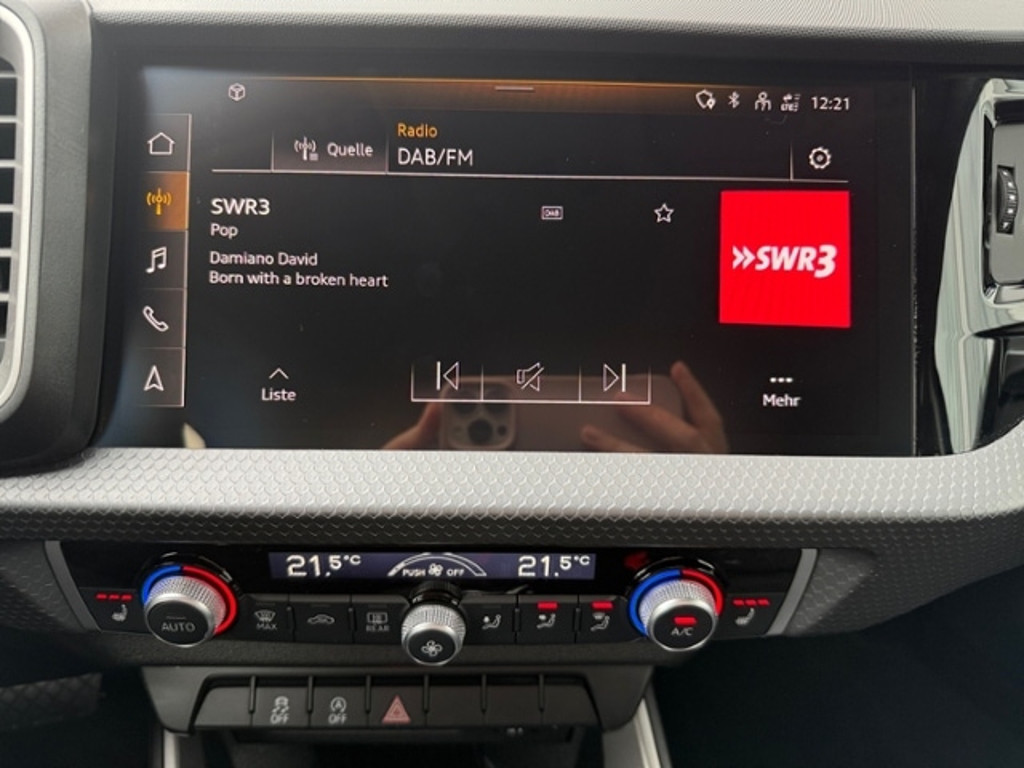 12:21
Quelle
Radio
DAB/FM
SWR3
DAB
Pop
Damiano David
Born with a broken heart
SWR3
Liste
Mehr
21.5°C
PUSH OFF
21.5°C
AUTO
MAX
REAR
A/C
OFF
A
OFF